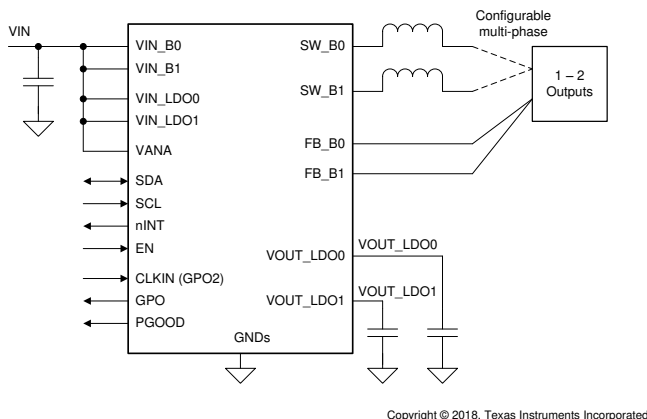 VIN
VIN_B0
VIN_B1
VIN_LDO0
VIN_LDO1
VANA
SDA
SCL
nINT
EN
CLKIN (GPO2)
GPO
PGOOD
GNDs
SW_B0
SW_B1
FB_B0
FB_B1
VOUT_LDO0
VOUT_LDO1
VOUT_LDO0
VOUT_LDO1
Configurable
multi-phase
1 – 2
Outputs
Copyright © 2018, Texas Instruments Incorporated